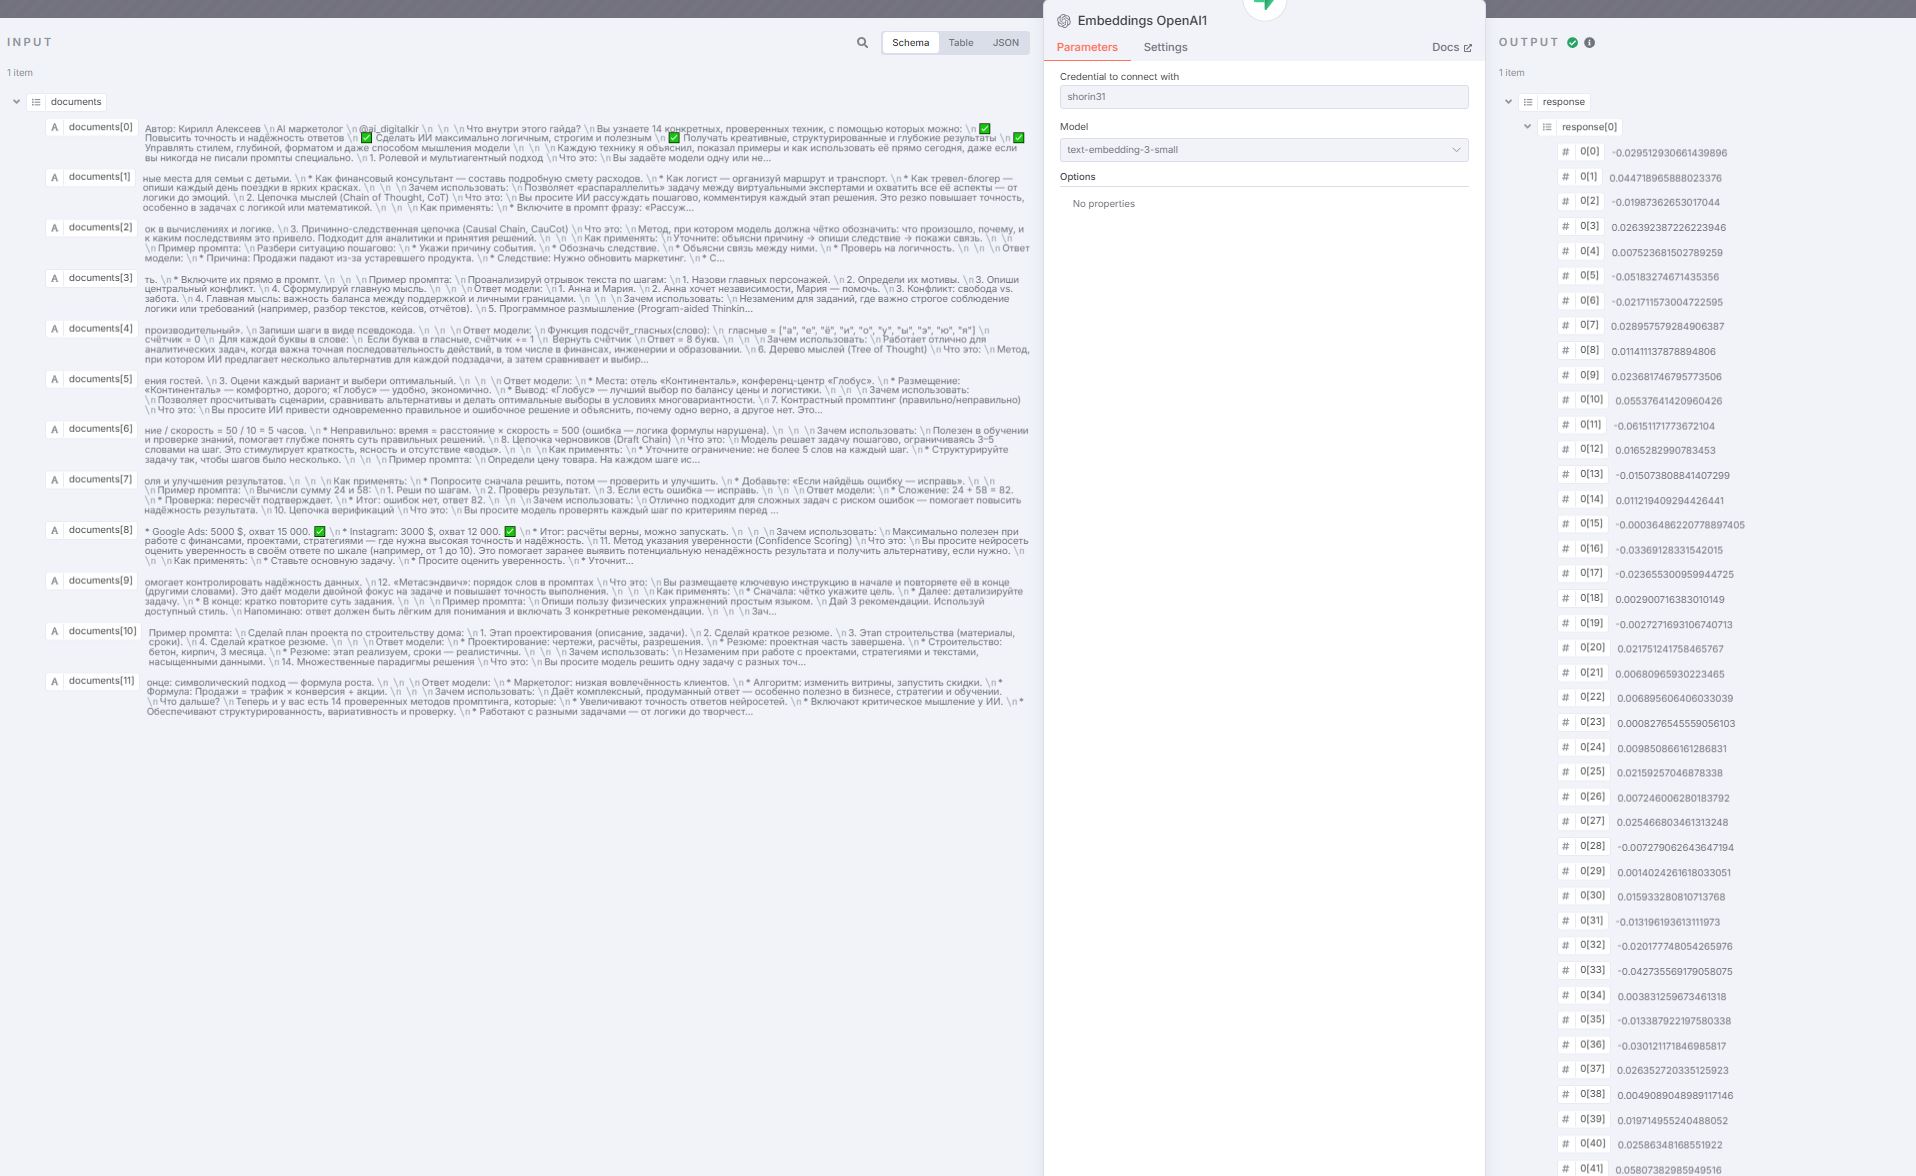 INPUT
Schema
Table
JSON
1 item
documents
A documents[0] Автор: Кирилл Алексеев \n AI маркетолог \n @ai_digitalkir \n \n \n Что внутри этого гайда? \n Вы узнаете 14 конкретных, проверенных техник, с помощью которых можно: \n ✅
Повысить точность и надёжность ответов \n ✅ Сделать ИИ максимально логичным, строгим и полезным \n ✅ Получать креативные, структурированные и глубокие результаты \n ✅
Управлять стилем, глубиной, форматом и даже способом мышления модели \n \n \n Каждую технику я объяснил, показал примеры и как использовать её прямо сегодня, даже если
вы никогда не писали промпты специально. \n 1. Ролевой и мультиагентный подход \n Что это: \n Вы задаёте модели одну или не...
A documents[1] ные места для семьи с детьми. \n * Как финансовый консультант — составь подробную смету расходов. \n * Как логист — организуй маршрут и транспорт. \n * Как тревел-блогер —
опиши каждый день поездки в ярких красках. \n \n \n Зачем использовать: \n Позволяет «распараллелить» задачу между виртуальными экспертами и охватить все её аспекты — от
логики до эмоций. \n 2. Цепочка мыслей (Chain of Thought, CoT) \n Что это: \n Вы просите ИИ рассуждать пошагово, комментируя каждый этап решения. Это резко повышает точность,
особенно в задачах с логикой или математикой. \n \n \n Как применять: \n * Включите в промпт фразу: «Рассуж...
A documents[2] ок в вычислениях и логике. \n 3. Причинно-следственная цепочка (Causal Chain, CauCot) \n Что это: \n Метод, при котором модель должна чётко обозначить: что произошло, почему, и
к каким последствиям это привело. Подходит для аналитики и принятия решений. \n \n \n Как применять: \n Уточните: объясни причину → опиши следствие → покажи связь. \n \n
\n Пример промпта: \n Разбери ситуацию пошагово: \n * Укажи причину события. \n * Обозначь следствие. \n * Объясни связь между ними. \n * Проверь на логичность. \n \n \n Ответ
модели: \n * Причина: Продажи падают из-за устаревшего продукта. \n * Следствие: Нужно обновить маркетинг. \n * С...
A documents[3] ть. \n * Включите их прямо в промпт. \n \n \n Пример промпта: \n Проанализируй отрывок текста по шагам: \n 1. Назови главных персонажей. \n 2. Определи их мотивы. \n 3. Опиши
центральный конфликт. \n 4. Сформулируй главную мысль. \n \n \n Ответ модели: \n 1. Анна и Мария. \n 2. Анна хочет независимости, Мария — помочь. \n 3. Конфликт: свобода vs.
забота. \n 4. Главная мысль: важность баланса между поддержкой и личными границами. \n \n \n Зачем использовать: \n Незаменим для заданий, где важно строгое соблюдение
логики или требований (например, разбор текстов, кейсов, отчётов). \n 5. Программное размышление (Program-aided Thinkin...
A documents[4] производительный». \n Запиши шаги в виде псевдокода. \n \n \n Ответ модели: \n Функция подсчёт_гласных(слово): \n гласные = ["а", "е", "ё", "и", "о", "у", "ы", "э", "ю", "я"] \n
счётчик = 0 \n Для каждой буквы в слове: \n Если буква в гласные, счётчик += 1 \n Вернуть счётчик \n Ответ = 8 букв. \n \n Зачем использовать: \n Работает отлично для
аналитических задач, когда важна точная последовательность действий, в том числе в финансах, инженерии и образовании. \n 6. Дерево мыслей (Tree of Thought) \n Что это: \n Метод,
при котором ИИ предлагает несколько альтернатив для каждой подзадачи, а затем сравнивает и выбир...
A documents[5] ения гостей. \n 3. Оцени каждый вариант и выбери оптимальный. \n \n \n Ответ модели: \n * Места: отель «Континенталь», конференц-центр «Глобус». \n * Размещение:
«Континенталь» — комфортно, дорого; «Глобус» — удобно, экономично. \n * Вывод: «Глобус» — лучший выбор по балансу цены и логистики. \n \n \n Зачем использовать:
\n Позволяет просчитывать сценарии, сравнивать альтернативы и делать оптимальные выборы в условиях многовариантности. \n 7. Контрастный промптинг (правильно/неправильно)
\n Что это: \n Вы просите ИИ привести одновременно правильное и ошибочное решение и объяснить, почему одно верно, а другое нет. Это...
A documents[6] ние / скорость = 50 / 10 = 5 часов. \n * Неправильно: время = расстояние × скорость = 500 (ошибка — логика формулы нарушена). \n \n \n Зачем использовать: \n Полезен в обучении
и проверке знаний, помогает глубже понять суть правильных решений. \n 8. Цепочка черновиков (Draft Chain) \n Что это: \n Модель решает задачу пошагово, ограничиваясь 3–5
словами на шаг. Это стимулирует краткость, ясность и отсутствие «воды». \n \n \n Как применять: \n * Уточните ограничение: не более 5 слов на каждый шаг. \n * Структурируйте
задачу так, чтобы шагов было несколько. \n \n \n Пример промпта: \n Определи цену товара. На каждом шаге ис...
A documents[7] оля и улучшения результатов. \n \n \n Как применять: \n * Попросите сначала решить, потом — проверить и улучшить. \n * Добавьте: «Если найдёшь ошибку — исправь». \n \n
\n Пример промпта: \n Вычисли сумму 24 и 58: \n 1. Реши по шагам. \n 2. Проверь результат. \n 3. Если есть ошибка — исправь. \n \n \n Ответ модели: \n * Сложение: 24 + 58 = 82.
\n * Проверка: пересчёт подтверждает. \n * Итог: ошибок нет, ответ 82. \n \n \n Зачем использовать: \n Отлично подходит для сложных задач с риском ошибок — помогает повысить
надёжность результата. \n 10. Цепочка верификаций \n Что это: \n Вы просите модель проверять каждый шаг по критериям перед ...
A documents[8] * Google Ads: 5000 $, охват 15 000. ✅ \n * Instagram: 3000 $, охват 12 000. ✅ \n * Итог: расчёты верны, можно запускать. \n \n \n Зачем использовать: \n Максимально полезен при
работе с финансами, проектами, стратегиями — где нужна высокая точность и надёжность. \n 11. Метод указания уверенности (Confidence Scoring) \n Что это: \n Вы просите нейросеть
оценить уверенность в своём ответе по шкале (например, от 1 до 10). Это помогает заранее выявить потенциальную ненадёжность результата и получить альтернативу, если нужно. \n
\n \n Как применять: \n * Ставьте основную задачу. \n * Просите оценить уверенность. \n * Уточнит...
A documents[9] омогает контролировать надёжность данных. \n 12. «Метасэндвич»: порядок слов в промптах \n Что это: \n Вы размещаете ключевую инструкцию в начале и повторяете её в конце
(другими словами). Это даёт модели двойной фокус на задаче и повышает точность выполнения. \n \n \n Как применять: \n * Сначала: чётко укажите цель. \n * Далее: детализируйте
задачу. \n * В конце: кратко повторите суть задания. \n \n \n Пример промпта: \n Опиши пользу физических упражнений простым языком. \n Дай 3 рекомендации. Используй
доступный стиль. \n Напоминаю: ответ должен быть лёгким для понимания и включать 3 конкретные рекомендации. \n \n \n Зач...
A documents[10] Пример промпта: \n Сделай план проекта по строительству дома: \n 1. Этап проектирования (описание, задачи). \n 2. Сделай краткое резюме. \n 3. Этап строительства (материалы,
сроки). \n 4. Сделай краткое резюме. \n \n \n Ответ модели: \n * Проектирование: чертежи, расчёты, разрешения. \n * Резюме: проектная часть завершена. \n * Строительство:
бетон, кирпич, 3 месяца. \n * Резюме: этап реализуем, сроки — реалистичны. \n \n \n Зачем использовать: \n Незаменим при работе с проектами, стратегиями и текстами,
насыщенными данными. \n 14. Множественные парадигмы решения \n Что это: \n Вы просите модель решить одну задачу с разных точ...
A documents[11] онце: символический подход — формула роста. \n \n \n Ответ модели: \n * Маркетолог: низкая вовлечённость клиентов. \n * Алгоритм: изменить витрины, запустить скидки. \n *
Формула: Продажи = трафик × конверсия + акции. \n \n \n Зачем использовать: \n Даёт комплексный, продуманный ответ — особенно полезно в бизнесе, стратегии и обучении.
\n Что дальше? \n Теперь и у вас есть 14 проверенных методов промптинга, которые: \n * Увеличивают точность ответов нейросетей. \n * Включают критическое мышление у ИИ. \n *
Обеспечивают структурированность, вариативность и проверку. \n * Работают с разными задачами — от логики до творчест...
Embeddings OpenAI1
Parameters
Settings
Docs
Credential to connect with
shorin31
Model
text-embedding-3-small
Options
No properties
OUTPUT
1 item
response
response[0]
# 0[0] -0.029512930661439896
# 0[1] 0.044718965888023376
# 0[2] -0.01987362653017044
# 0[3] 0.026392387226223946
# 0[4] 0.007523681502789259
# 0[5] -0.05183274671435356
# 0[6] -0.021711573004722595
# 0[7] 0.028957579284906387
# 0[8] 0.011411137878894806
# 0[9] 0.023681746795773506
# 0[10] 0.05537641420960426
# 0[11] -0.06151171773672104
# 0[12] 0.0165282990783453
# 0[13] -0.015073808841407299
# 0[14] 0.011219409294426441
# 0[15] -0.00036486220778897405
# 0[16] -0.03369128331542015
# 0[17] -0.023655300959944725
# 0[18] 0.002900716383010149
# 0[19] -0.0027271693106740713
# 0[20] 0.021751241758465767
# 0[21] 0.00680965930223465
# 0[22] 0.006895606406033039
# 0[23] 0.0008276545559056103
# 0[24] 0.009850866161286831
# 0[25] 0.02159257046878338
# 0[26] 0.007246006280183792
# 0[27] 0.025466803461313248
# 0[28] -0.007279062643647194
# 0[29] 0.0014024261618033051
# 0[30] 0.015933280810713768
# 0[31] -0.013196193613111973
# 0[32] -0.020177748054265976
# 0[33] -0.042735569179058075
# 0[34] 0.003831259673461318
# 0[35] -0.013387922197580338
# 0[36] -0.030121171846985817
# 0[37] 0.026352720335125923
# 0[38] 0.0049089048989117146
# 0[39] 0.019714955240488052
# 0[40] 0.02586348168551922
# 0[41] 0.05807382985949516